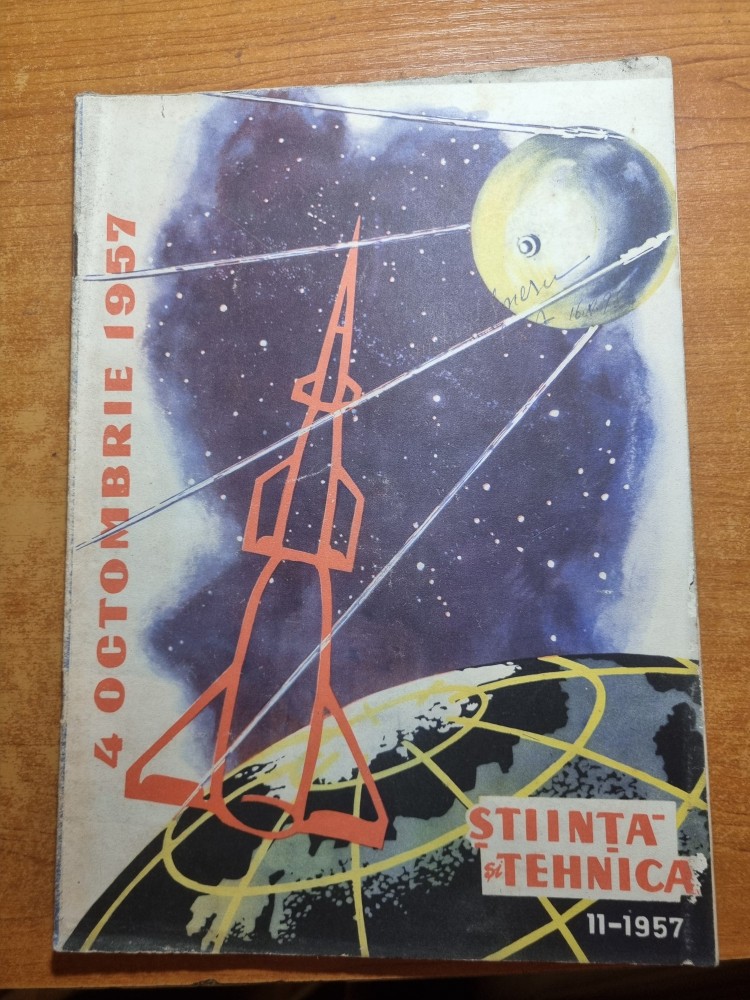 4 OCTOMBRIE 1957
ȘTIINȚA
și TEHNICA
11-1957